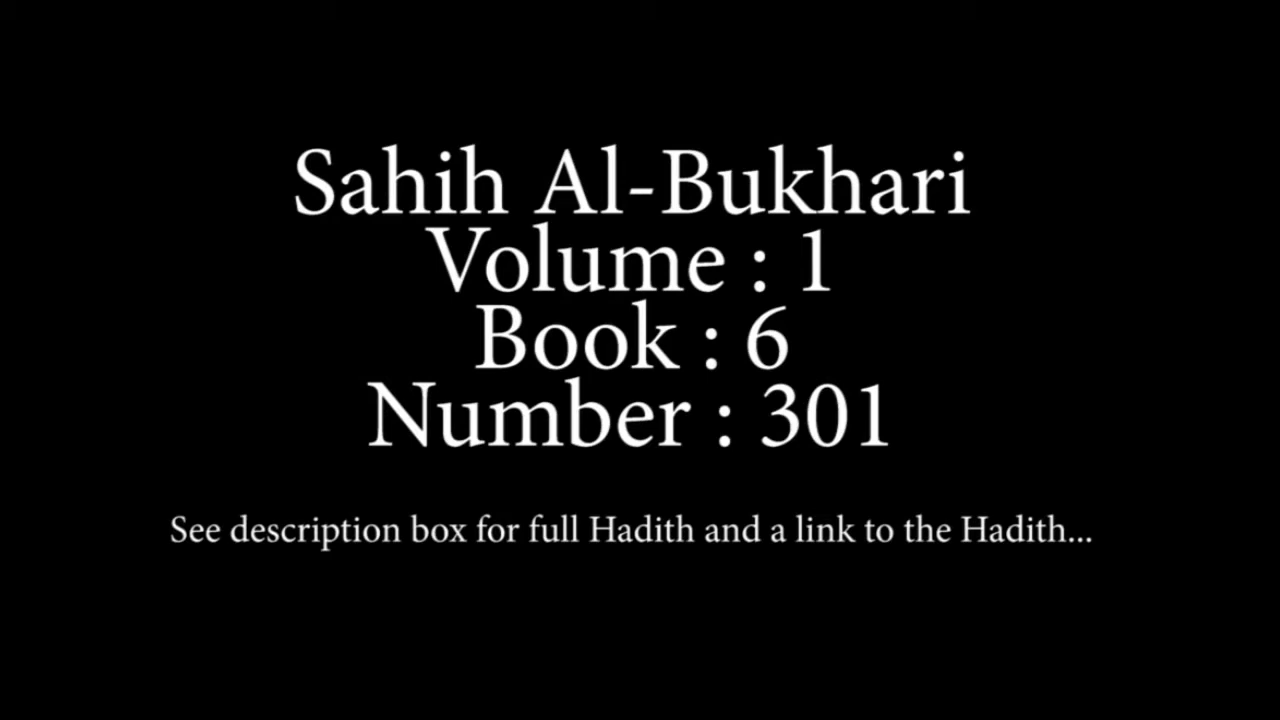 Sahih Al-Bukhari
Volume : 1
Book : 6
Number : 301
See description box for full Hadith and a link to the Hadith...